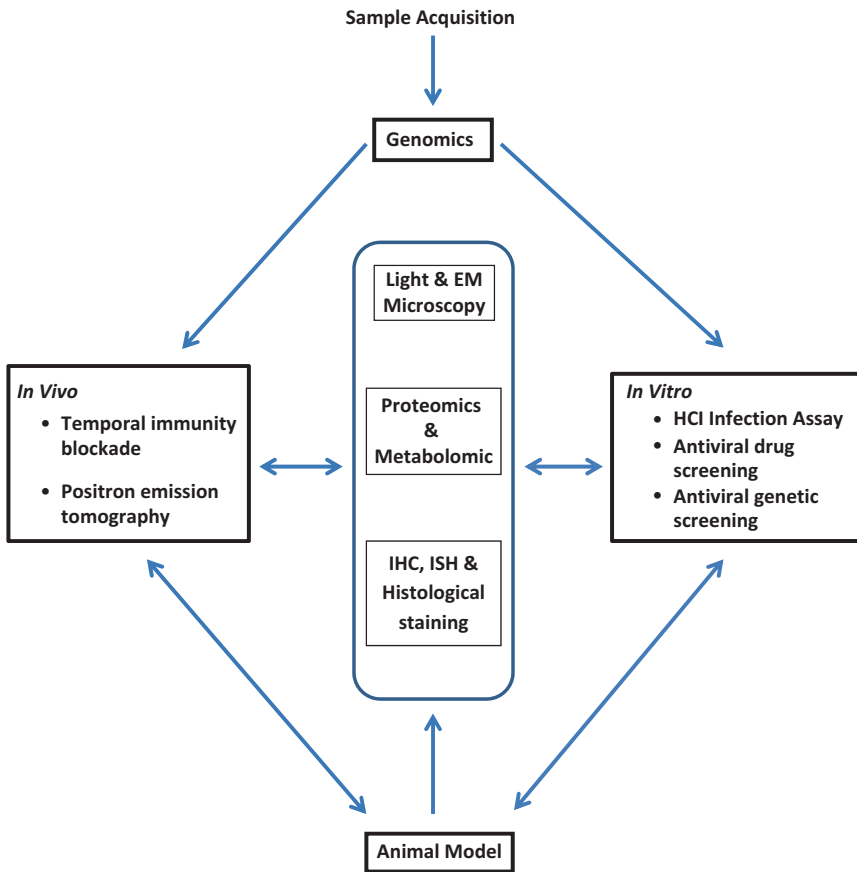 Sample Acquisition
Genomics
Light & EM
Microscopy
In Vivo
• Temporal immunity
blockade
• Positron emission
tomography
Proteomics
&
Metabolomic
In Vitro
• HCI Infection Assay
• Antiviral drug
screening
• Antiviral genetic
screening
IHC, ISH &
Histological
staining
Animal Model